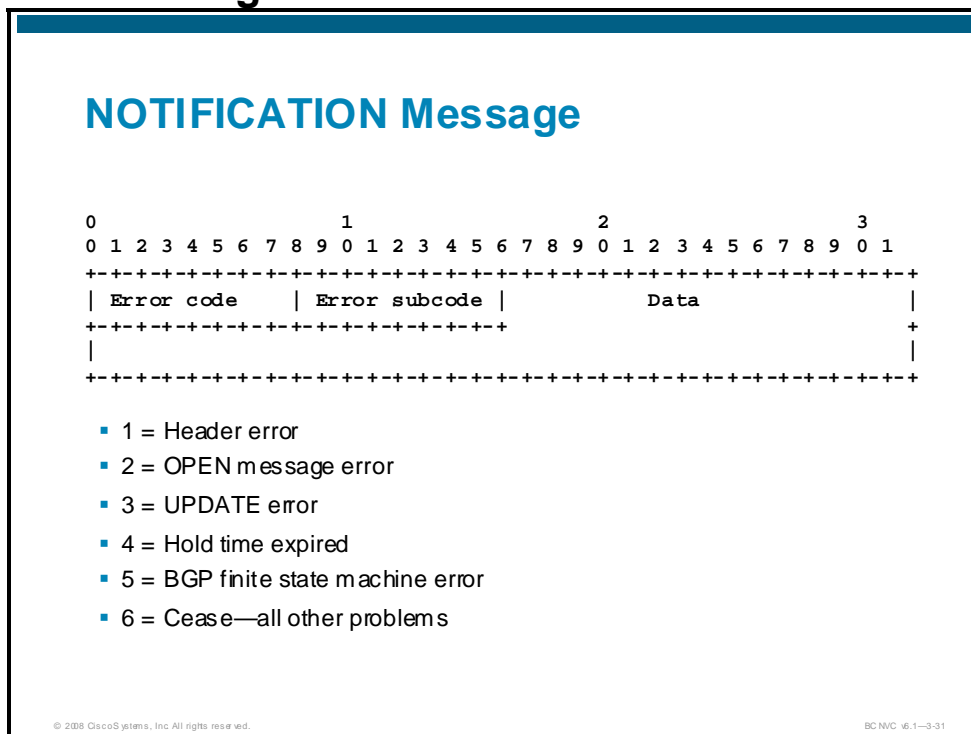 NOTIFICATION Message
0                   1                   2                   3
0 1 2 3 4 5 6 7 8 9 0 1 2 3 4 5 6 7 8 9 0 1 2 3 4 5 6 7 8 9 0 1
+-+-+-+-+-+-+-+-+-+-+-+-+-+-+-+-+-+-+-+-+-+-+-+-+-+-+-+-+-+-+-+-+
| Error code    | Error subcode |           Data                |
+-+-+-+-+-+-+-+-+-+-+-+-+-+-+-+-+                               +
|                                                               |
+-+-+-+-+-+-+-+-+-+-+-+-+-+-+-+-+-+-+-+-+-+-+-+-+-+-+-+-+-+-+-+-+
▪ 1 = Header error
▪ 2 = OPEN message error
▪ 3 = UPDATE error
▪ 4 = Hold time expired
▪ 5 = BGP finite state machine error
▪ 6 = Cease—all other problems
© 2008 Cisco Systems, Inc. All rights reserved.
BCNVC v6.1—3-31